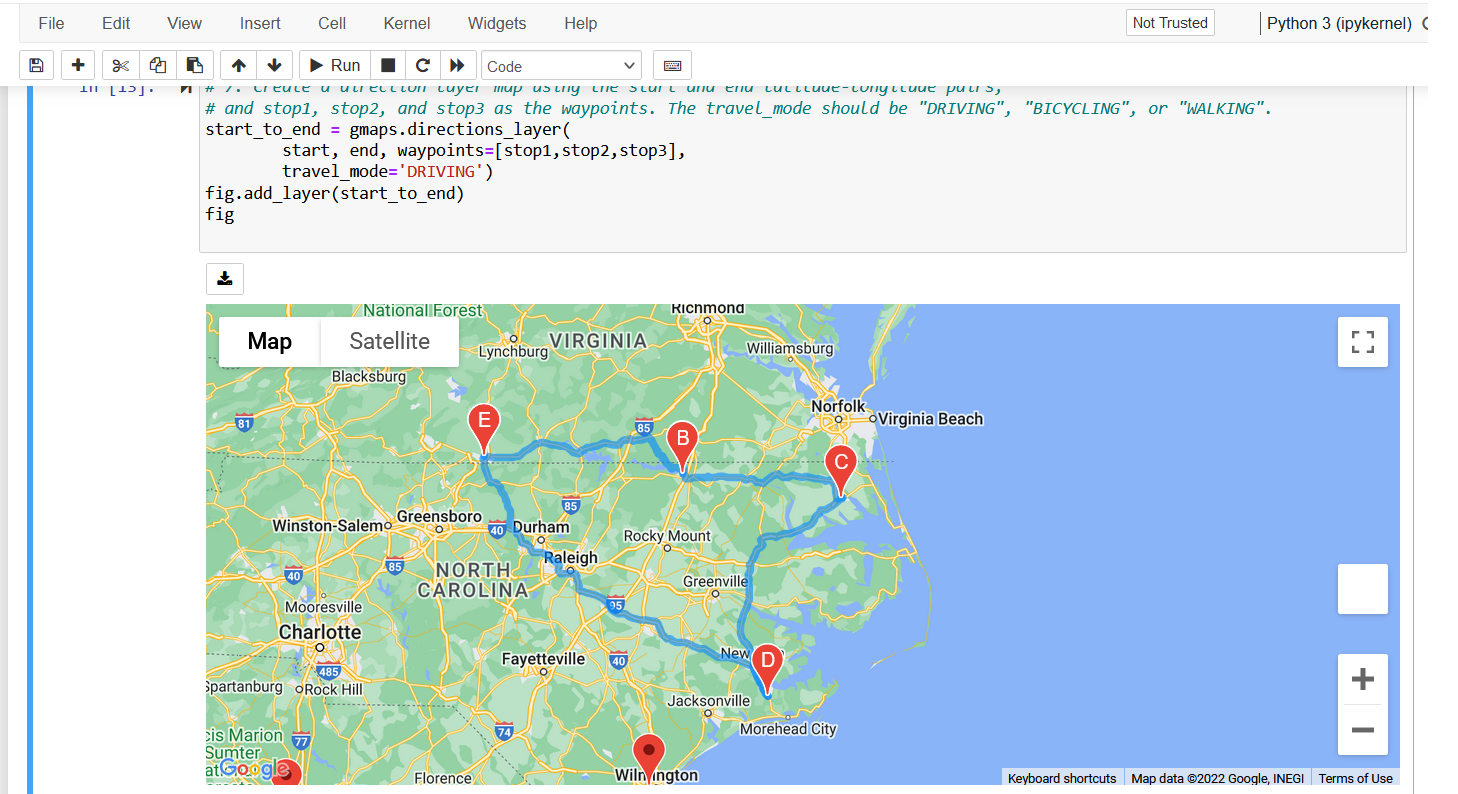 File Edit View Insert Cell Kernel Widgets Help Not Trusted Python 3 (ipykernel)
Run Code
In [13]: # 7. Create a direction layer map using the start and end latitude-longitude pairs,
# and stop1, stop2, and stop3 as the waypoints. The travel_mode should be "DRIVING", "BICYCLING", or "WALKING".
start_to_end = gmaps.directions_layer(
start, end, waypoints=[stop1,stop2,stop3],
travel_mode='DRIVING')
fig.add_layer(start_to_end)
fig
National Forest
Richmond
Map Satellite
VIRGINIA
Lynchburg
Williamsburg
Blacksburg
Norfolk
Virginia Beach
81
E
85
B
C
85
Winston-Salem
Greensboro
40
Durham
Rocky Mount
Raleigh
85
NORTH
CAROLINA
40
Greenville
95
Mooresville
Charlotte
New
D
Fayetteville
40
485
Spartanburg
Rock Hill
Jacksonville
Morehead City
74
cis Marion
77
Sumter
Google
Florence
Wilmington
Keyboard shortcuts Map data ©2022 Google, INEGI Terms of Use